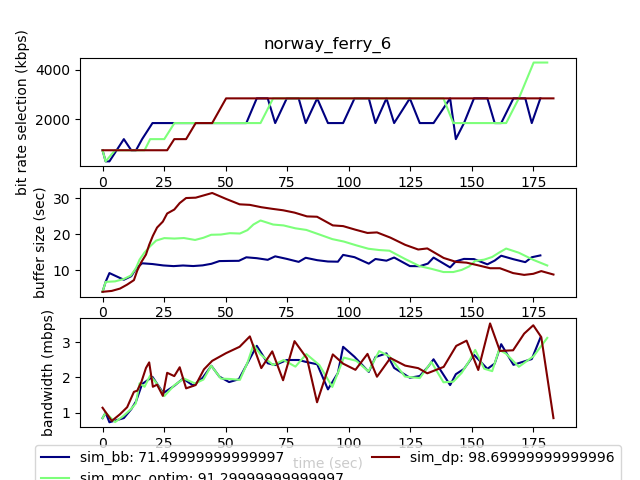 norway_ferry_6
bit rate selection (kbps)
4000
2000
0 25 50 75 100 125 150 175
buffer size (sec)
30
20
10
0 25 50 75 100 125 150 175
bandwidth (mbps)
3
2
1
0 25 50 75 100 125 150 175
time (sec)
sim_bb: 71.49999999999997
sim_dp: 98.69999999999996
sim_mpc_optim: 91.29999999999997